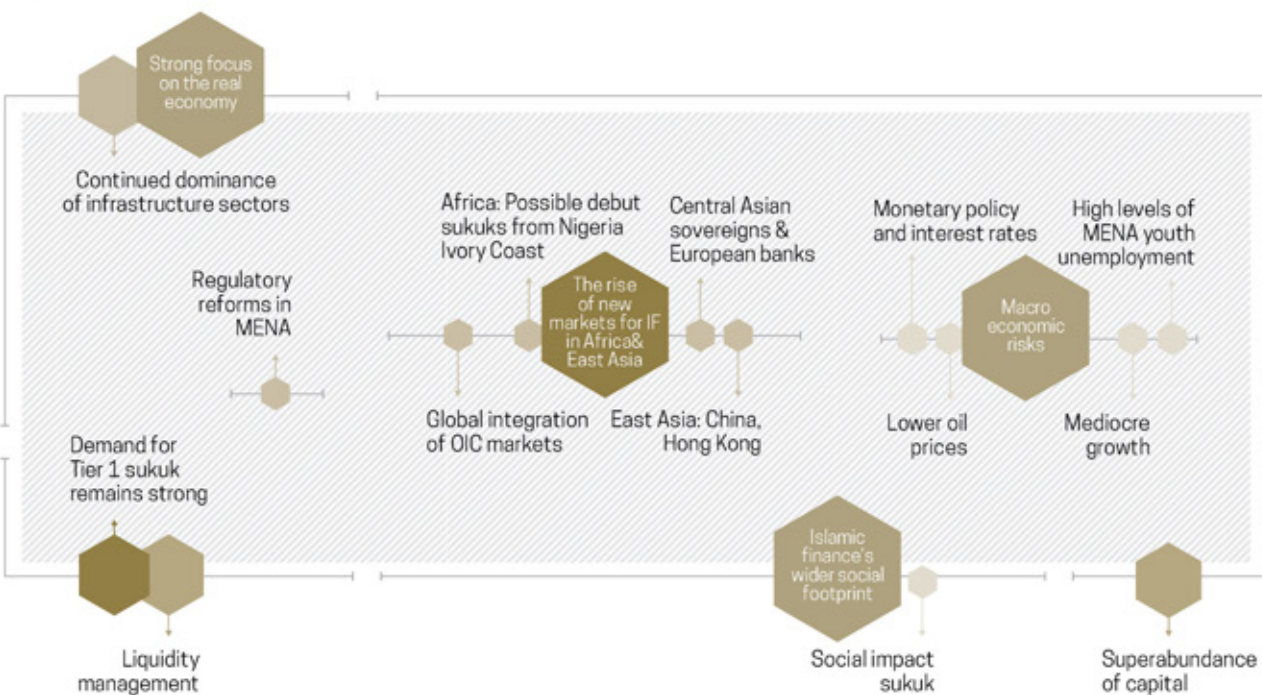 Strong focus
on the real
economy
Continued dominance
of infrastructure sectors
Regulatory
reforms in
MENA
Africa: Possible debut
sukuks from Nigeria
Ivory Coast
The rise
of new
markets for IF
in Africa&
East Asia
Central Asian
sovereigns &
European banks
Global integration
of OIC markets
East Asia: China,
Hong Kong
Monetary policy
and interest rates
High levels of
MENA youth
unemployment
Macro
economic
risks
Lower oil
prices
Mediocre
growth
Demand for
Tier 1 sukuk
remains strong
Liquidity
management
Islamic
finance's
wider social
footprint
Social impact
sukuk
Superabundance
of capital